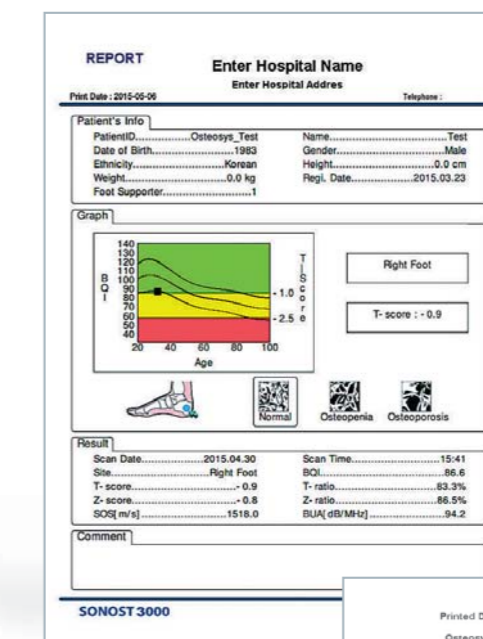 REPORT
Enter Hospital Name
Enter Hospital Addres
Print Date : 2015-05-06
Telephone :
Patient's Info
PatientID..................Osteosys_Test
Name..................Test
Date of Birth..................1983
Gender..................Male
Ethnicity..................Korean
Height..................0.0 cm
Weight..................0.0 kg
Regi. Date..................2015.03.23
Foot Supporter..................1
Graph
BQI
140
130
120
110
100
90
80
70
60
50
40
20 40 60 80 100
Age
T-Score
- 1.0
- 2.5
Right Foot
T- score : - 0.9
Normal
Osteopenia
Osteoporosis
Result
Scan Date..................2015.04.30
Scan Time..................15:41
Site..................Right Foot
BQI..................86.6
T- score..................- 0.9
T- ratio..................83.3%
Z- score..................- 0.8
Z- ratio..................86.5%
SOS[ m/s]..................1518.0
BUA[ dB/MHz]..................94.2
Comment
SONOST 3000
Printed D